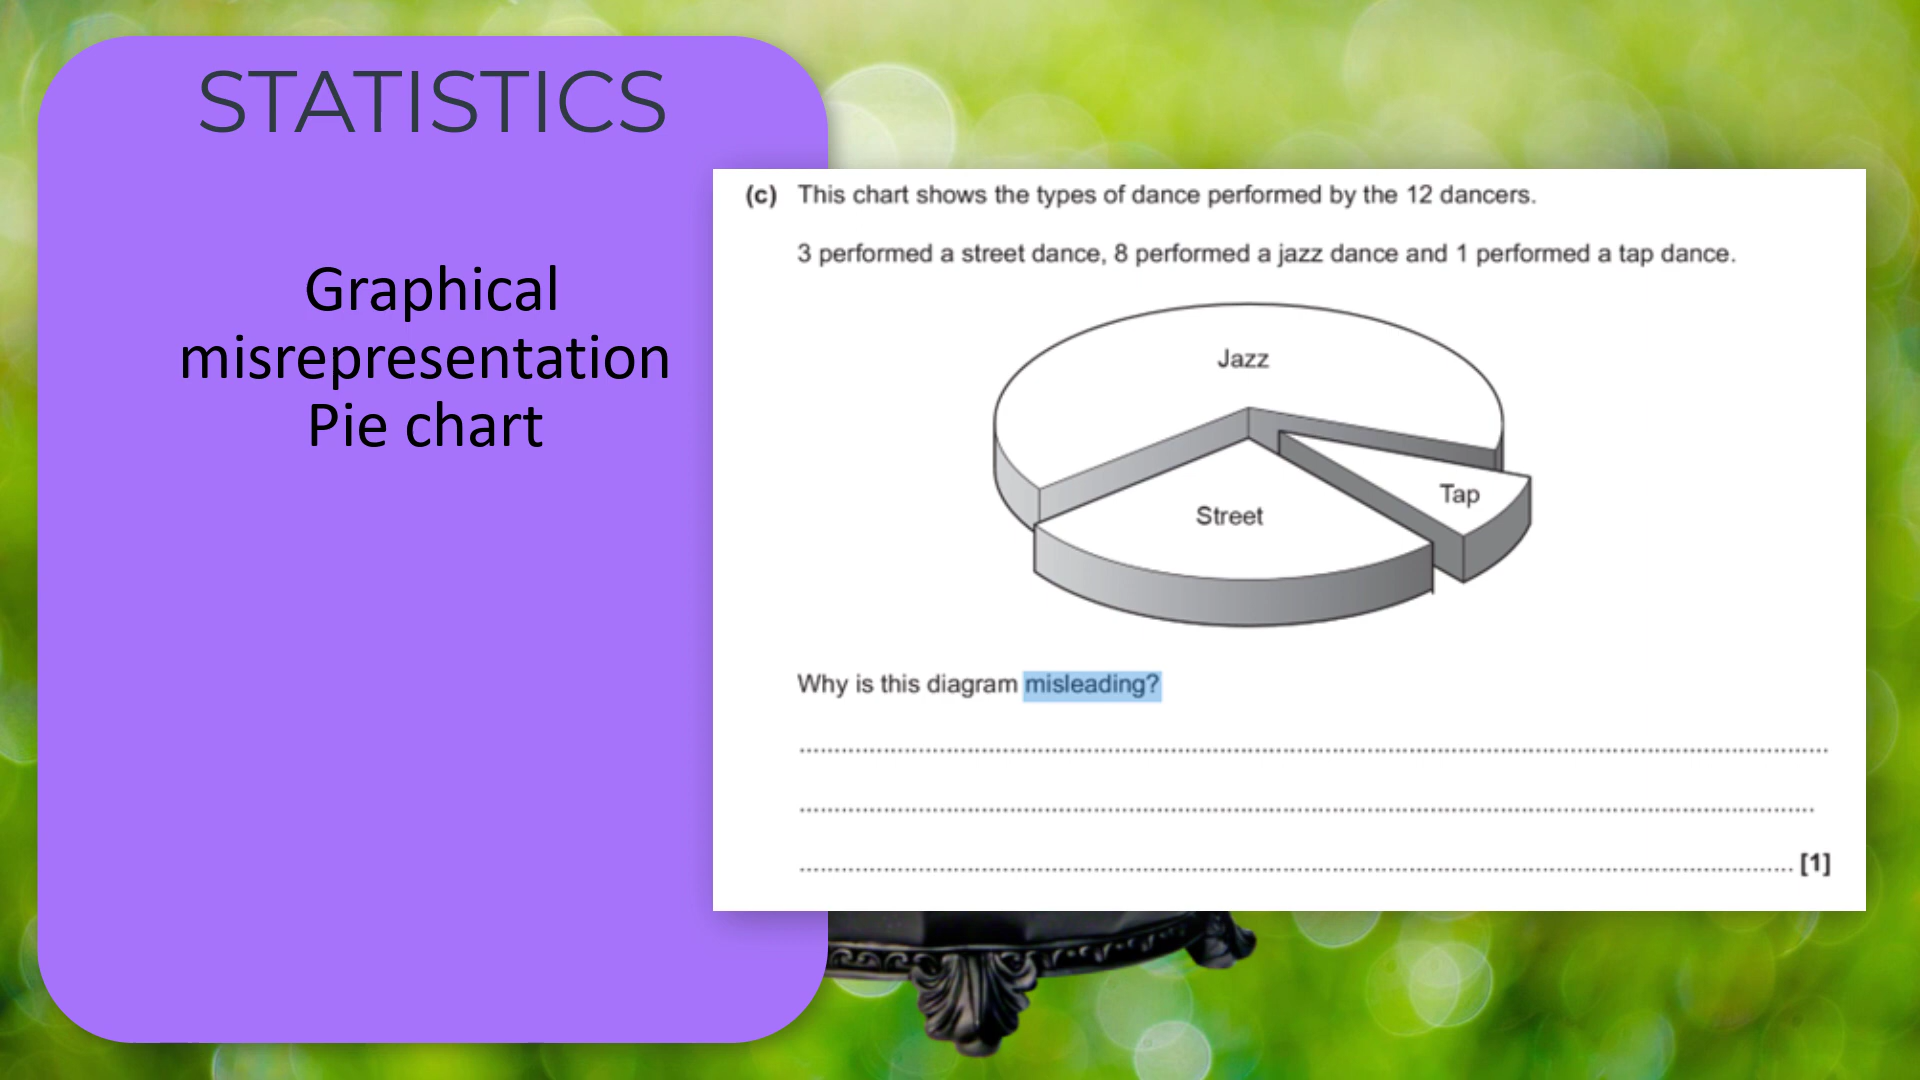 STATISTICS
Graphical
misrepresentation
Pie chart
(c) This chart shows the types of dance performed by the 12 dancers.
3 performed a street dance, 8 performed a jazz dance and 1 performed a tap dance.
Jazz
Tap
Street
Why is this diagram misleading?
[1]